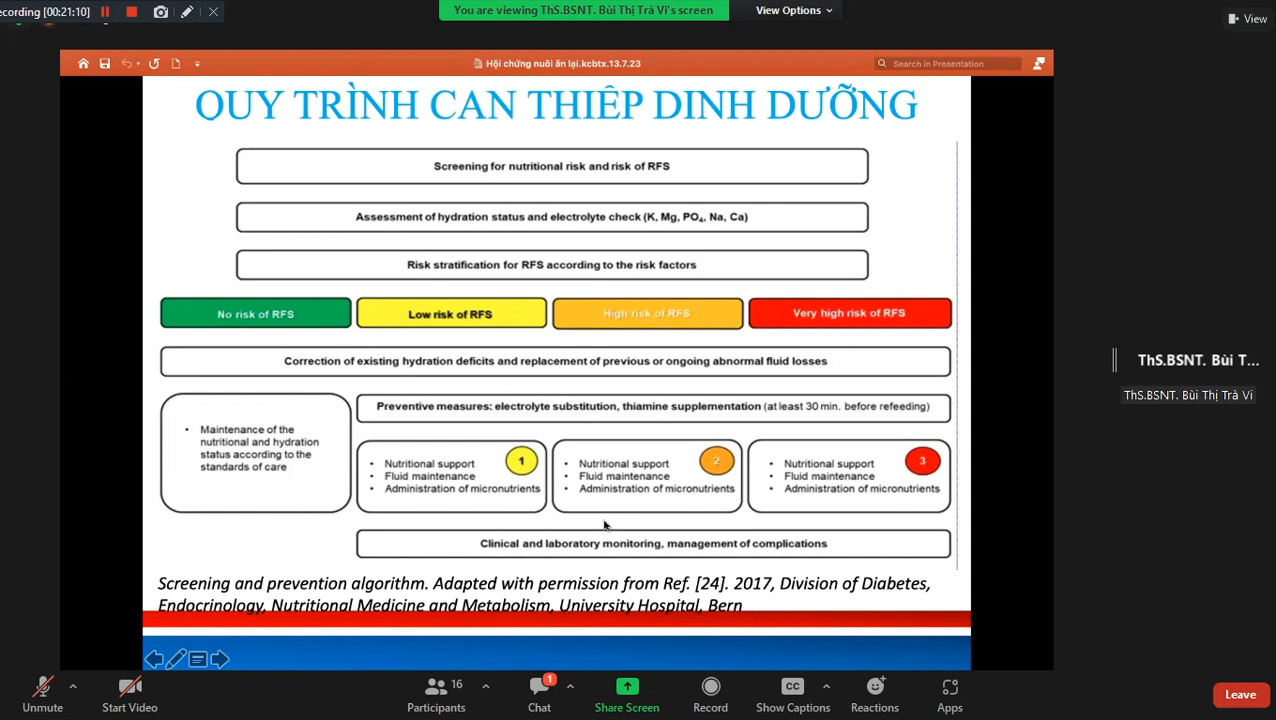 ecording [00:21:10]
You are viewing ThS.BSNT. Bùi Thị Trà Vi's screen
View Options
View
Hội chứng nuôi ăn lại.kcbtx.13.7.23
Search in Presentation
QUY TRÌNH CAN THIỆP DINH DƯỠNG
Screening for nutritional risk and risk of RFS
Assessment of hydration status and electrolyte check (K, Mg, PO₄, Na, Ca)
Risk stratification for RFS according to the risk factors
No risk of RFS
Low risk of RFS
High risk of RFS
Very high risk of RFS
Correction of existing hydration deficits and replacement of previous or ongoing abnormal fluid losses
• Maintenance of the
nutritional and hydration
status according to the
standards of care
Preventive measures: electrolyte substitution, thiamine supplementation (at least 30 min. before refeeding)
1
• Nutritional support
• Fluid maintenance
• Administration of micronutrients
2
• Nutritional support
• Fluid maintenance
• Administration of micronutrients
3
• Nutritional support
• Fluid maintenance
• Administration of micronutrients
Clinical and laboratory monitoring, management of complications
Screening and prevention algorithm. Adapted with permission from Ref. [24]. 2017, Division of Diabetes,
Endocrinology, Nutritional Medicine and Metabolism, University Hospital, Bern
ThS.BSNT. Bùi T...
ThS.BSNT. Bùi Thị Trà Vi
Unmute
Start Video
16
Participants
1
Chat
Share Screen
Record
CC
Show Captions
Reactions
Apps
Leave